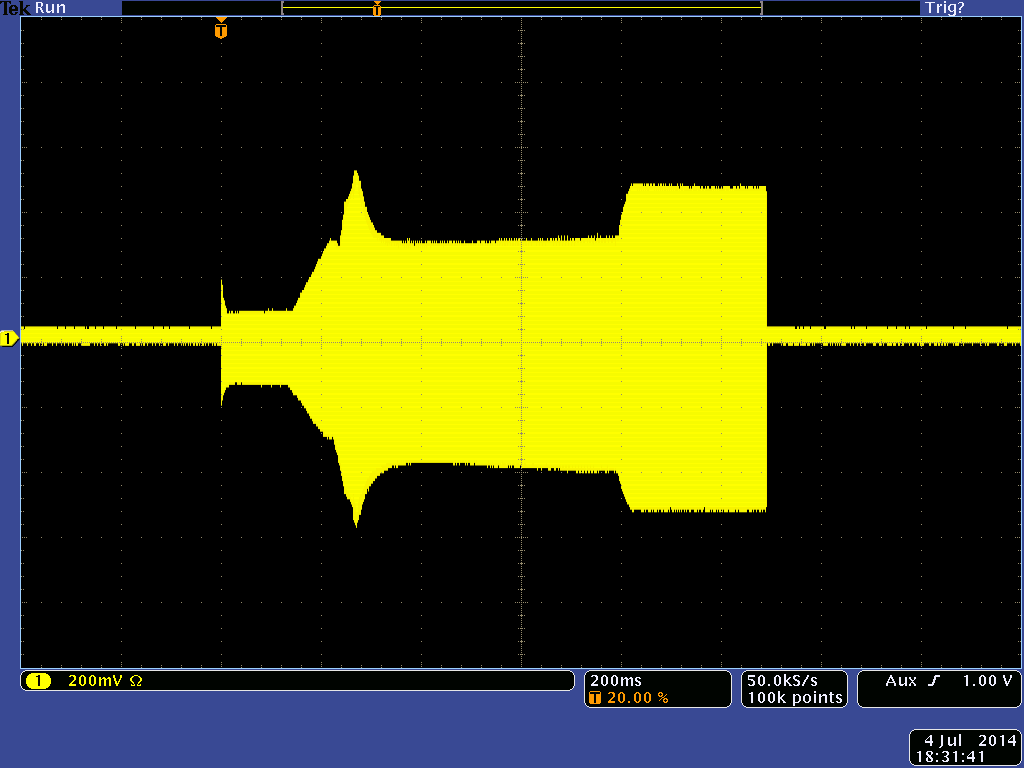 Tek Run Trig?
T
T
1
1 200mV Ω
200ms
T 20.00 %
50.0kS/s
100k points
Aux 1.00 V
4 Jul 2014
18:31:41